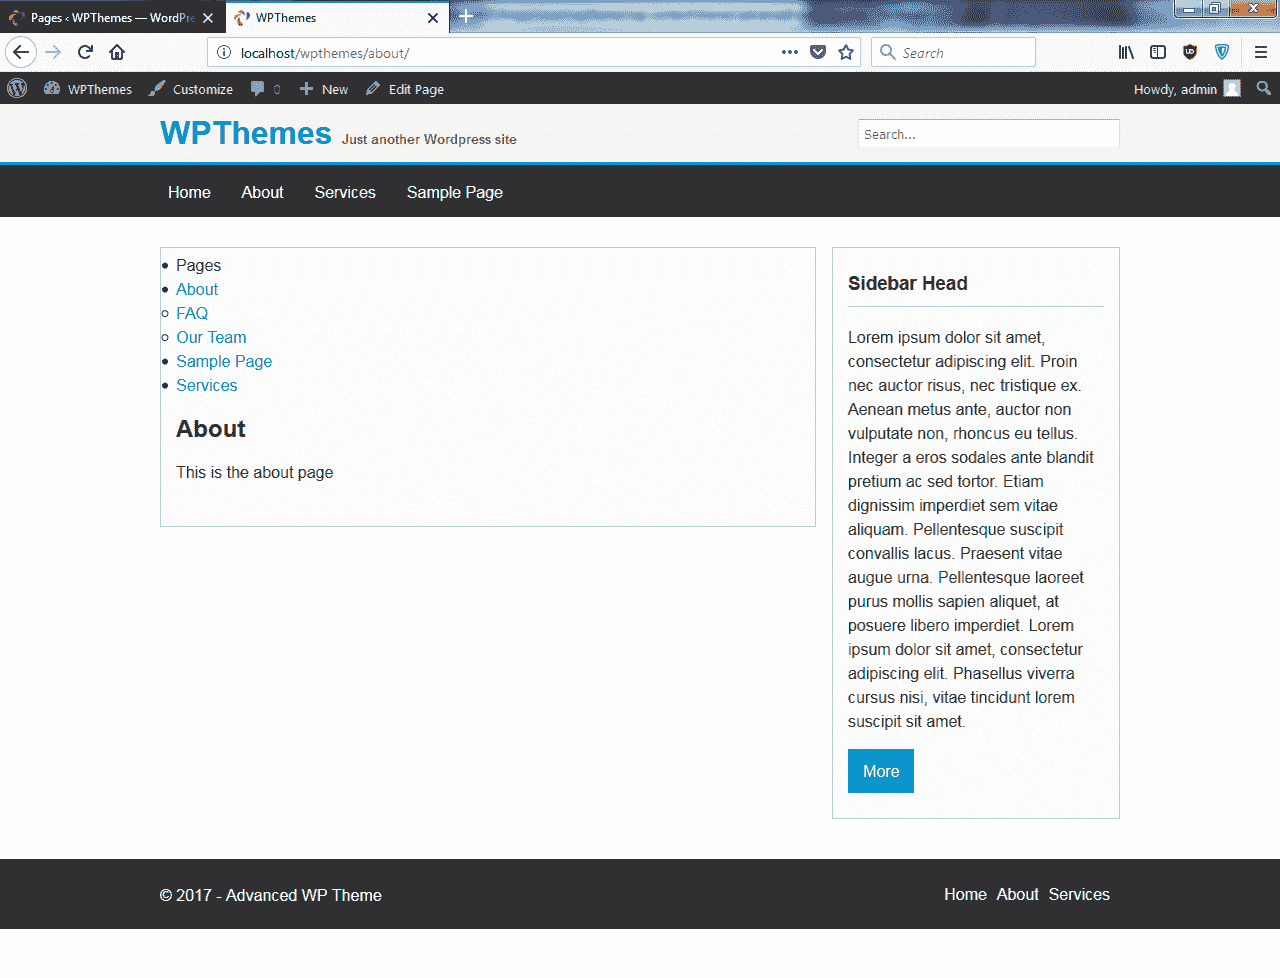 Pages ‹ WPThemes — WordPre
WPThemes
localhost/wpthemes/about/
Search
WPThemes Customize 0 New Edit Page Howdy, admin
WPThemes Just another Wordpress site
Search...
Home About Services Sample Page
Pages
About
FAQ
Our Team
Sample Page
Services
About
This is the about page
Sidebar Head
Lorem ipsum dolor sit amet,
consectetur adipiscing elit. Proin
nec auctor risus, nec tristique ex.
Aenean metus ante, auctor non
vulputate non, rhoncus eu tellus.
Integer a eros sodales ante blandit
pretium ac sed tortor. Etiam
dignissim imperdiet sem vitae
aliquam. Pellentesque suscipit
convallis lacus. Praesent vitae
augue urna. Pellentesque laoreet
purus mollis sapien aliquet, at
posuere libero imperdiet. Lorem
ipsum dolor sit amet, consectetur
adipiscing elit. Phasellus viverra
cursus nisi, vitae tincidunt lorem
suscipit sit amet.
More
© 2017 - Advanced WP Theme
Home About Services